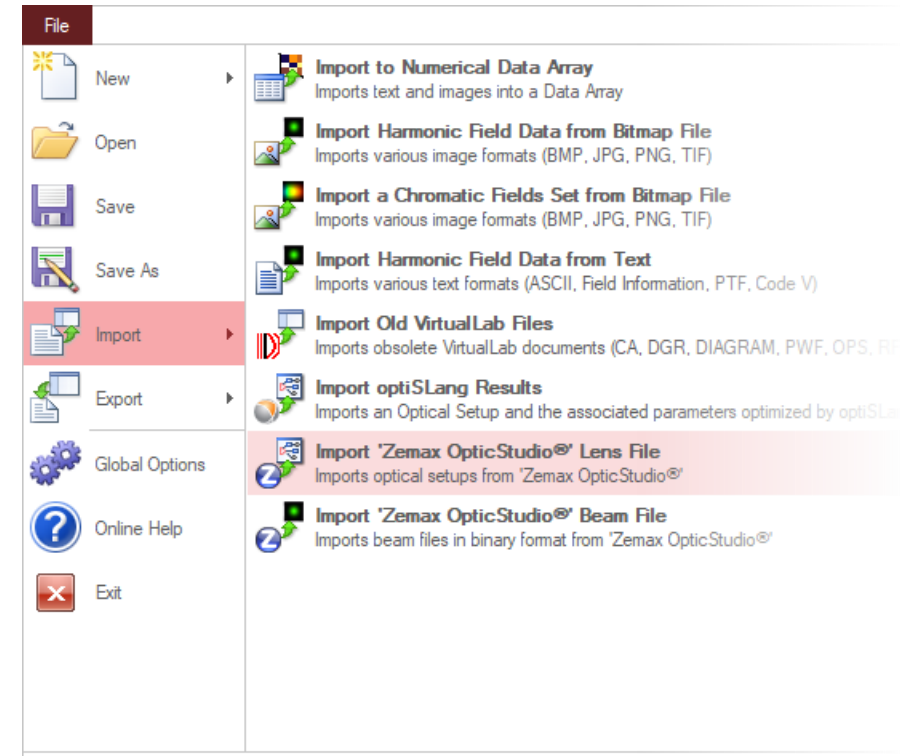 File
New
Open
Save
Save As
Import
Export
Global Options
Online Help
Exit
Import to Numerical Data Array
Imports text and images into a Data Array
Import Harmonic Field Data from Bitmap File
Imports various image formats (BMP, JPG, PNG, TIF)
Import a Chromatic Fields Set from Bitmap File
Imports various image formats (BMP, JPG, PNG, TIF)
Import Harmonic Field Data from Text
Imports various text formats (ASCII, Field Information, PTF, Code V)
Import Old VirtualLab Files
Imports obsolete VirtualLab documents (CA, DGR, DIAGRAM, PWF, OPS,
Import optiSLang Results
Imports an Optical Setup and the associated parameters optimized by
Import 'Zemax OpticStudio®' Lens File
Imports optical setups from 'Zemax OpticStudio®'
Import 'Zemax OpticStudio®' Beam File
Imports beam files in binary format from 'Zemax OpticStudio®'